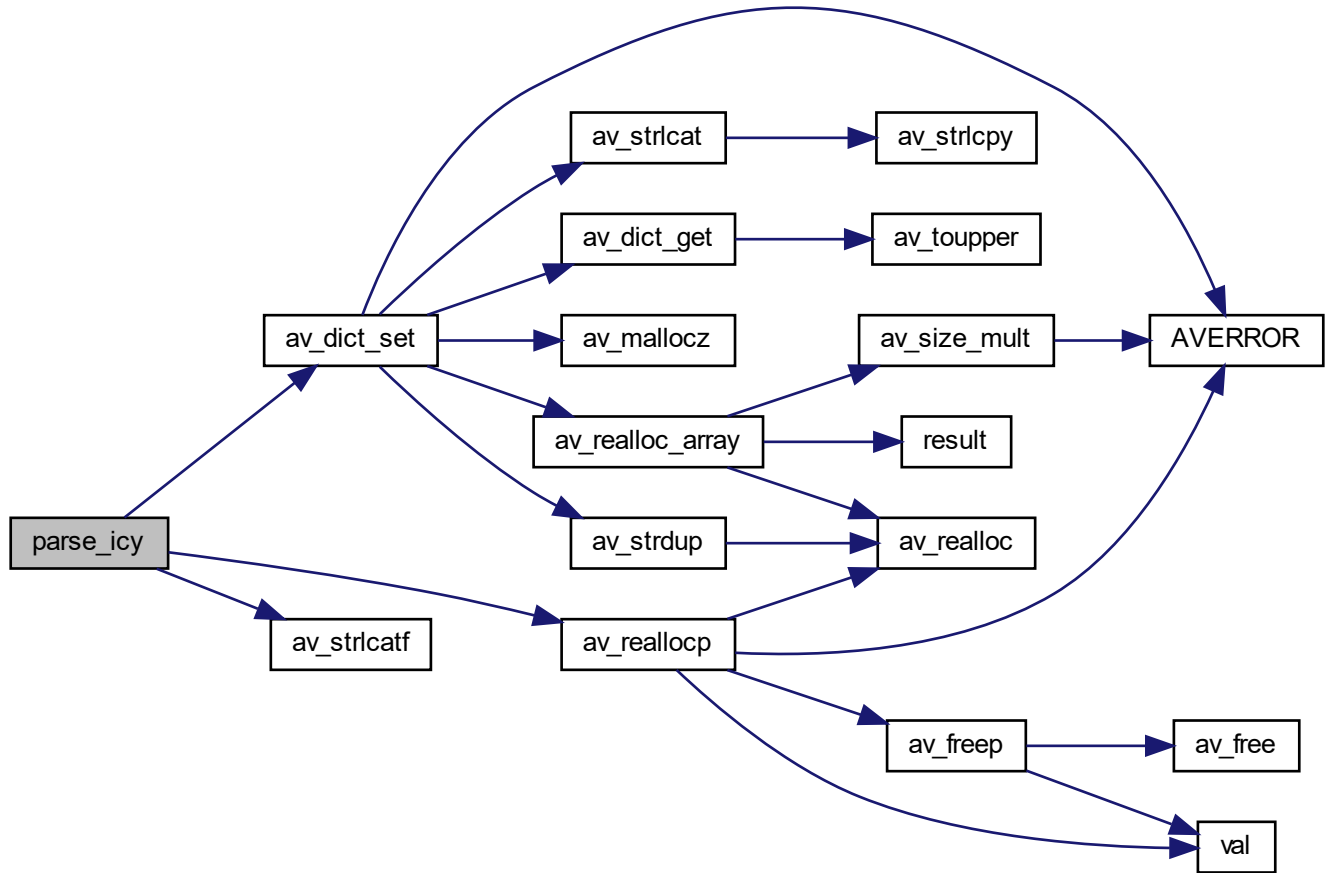 av_strlcat
av_strlcpy
av_dict_get
av_toupper
av_dict_set
av_mallocz
av_size_mult
AVERROR
av_realloc_array
result
parse_icy
av_strdup
av_realloc
av_strlcatf
av_reallocp
av_freep
av_free
val